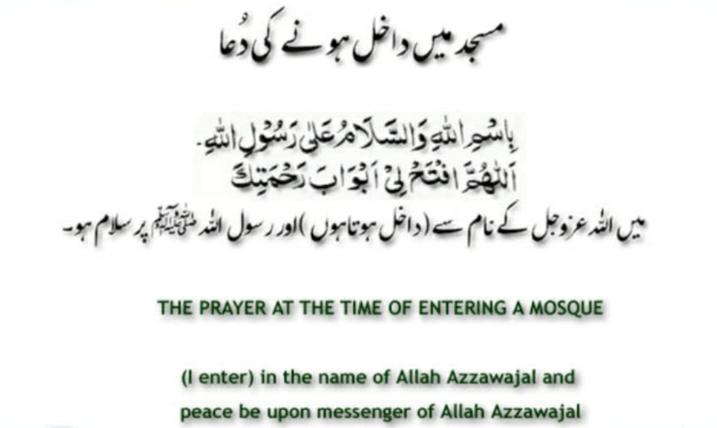 مسجد میں داخل ہونے کی دُعا
بِاسْمِ اللهِ وَالسَّلَامُ عَلٰى رَسُوْلِ اللهِ۔
اَللّٰهُمَّ افْتَحْ لِيْ اَبْوَابَ رَحْمَتِكَ
میں اللہ عزوجل کے نام سے (داخل ہوتا ہوں) اور رسول اللہ ﷺ پر سلام ہو۔
THE PRAYER AT THE TIME OF ENTERING A MOSQUE
(I enter) in the name of Allah Azzawajal and
peace be upon messenger of Allah Azzawajal